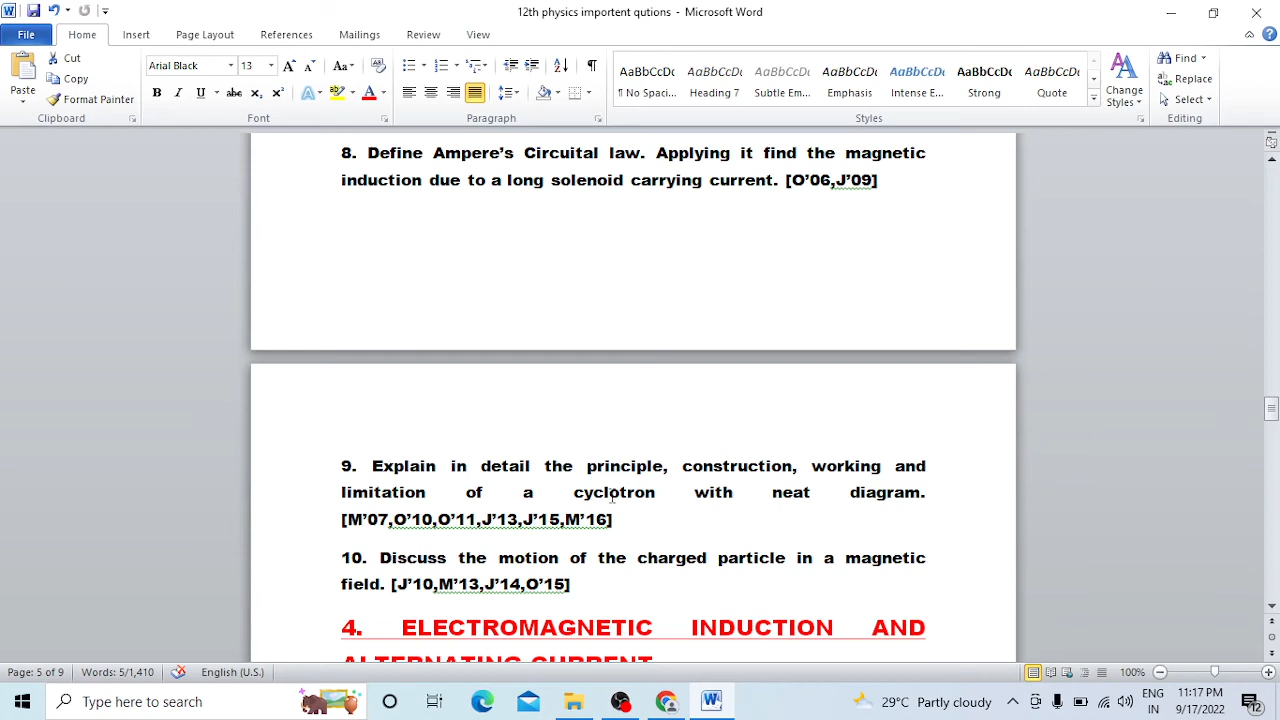 12th physics importent qutions - Microsoft Word
File Home Insert Page Layout References Mailings Review View
Paste Cut Copy Format Painter Clipboard
Arial Black 13 Font
Paragraph
AaBbCcDc ¶ No Spaci... AaBbCcDc Heading 7 AaBbCcDc Subtle Em... AaBbCcDc Emphasis AaBbCcDc Intense E... AaBbCcDc Strong AaBbCcDc Quote Change Styles Styles
Find Replace Select Editing
8. Define Ampere’s Circuital law. Applying it find the magnetic
induction due to a long solenoid carrying current. [O’06,J’09]
9. Explain in detail the principle, construction, working and
limitation of a cyclotron with neat diagram.
[M’07,O’10,O’11,J’13,J’15,M’16]
10. Discuss the motion of the charged particle in a magnetic
field. [J’10,M’13,J’14,O’15]
4. ELECTROMAGNETIC INDUCTION AND
ALTERNATING CURRENT
Page: 5 of 9 Words: 5/1,410 English (U.S.) 100%
Type here to search 29°C Partly cloudy ENG IN 11:17 PM 9/17/2022 12